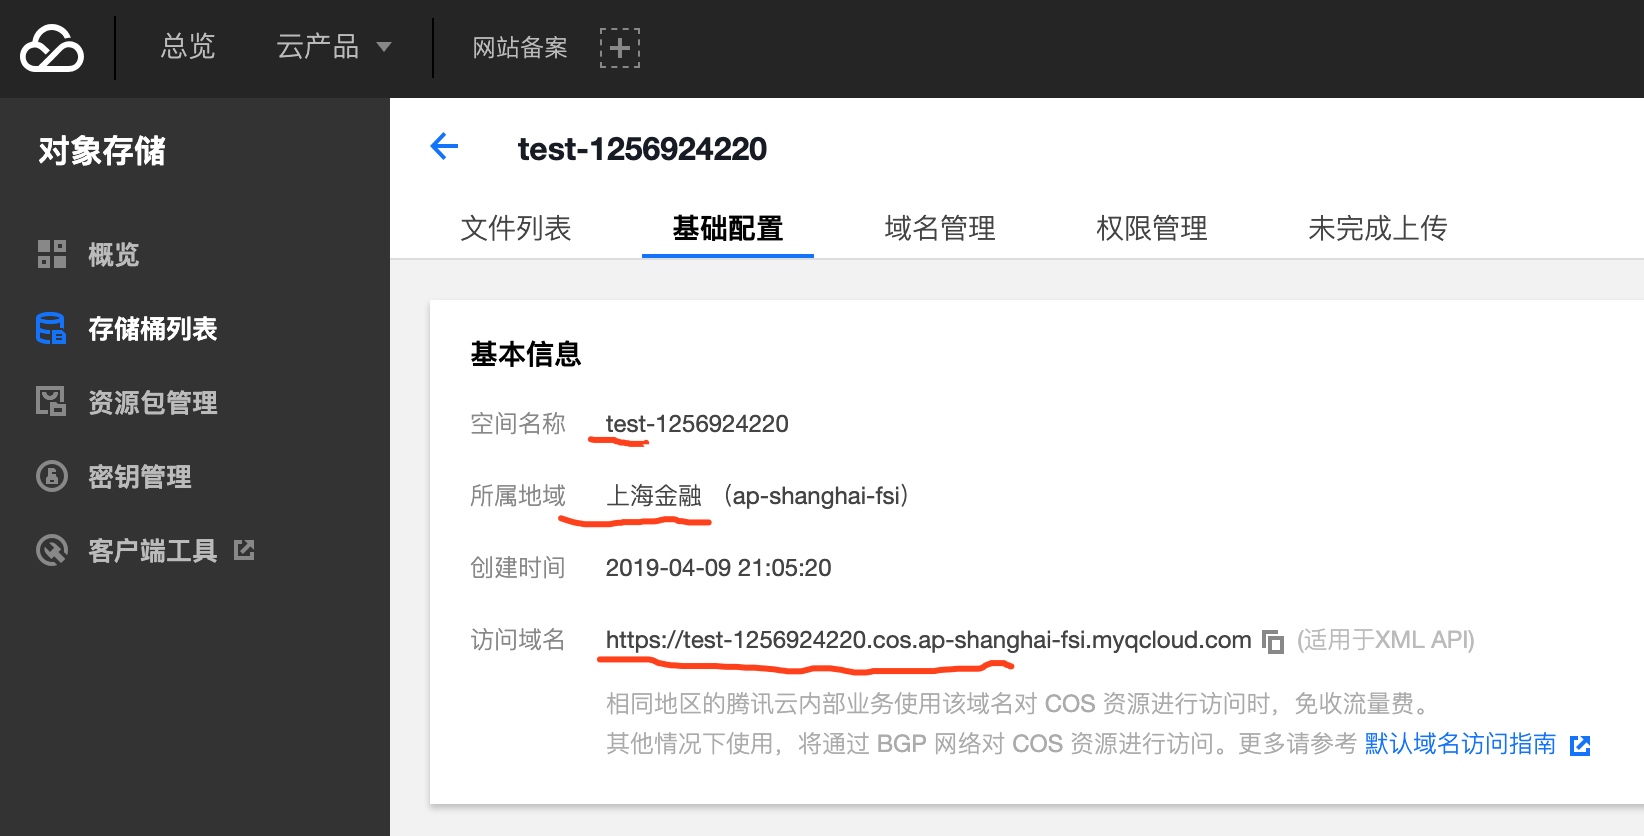 总览 云产品 网站备案
对象存储
概览
存储桶列表
资源包管理
密钥管理
客户端工具
test-1256924220
文件列表 基础配置 域名管理 权限管理 未完成上传
基本信息
空间名称 test-1256924220
所属地域 上海金融 （ap-shanghai-fsi）
创建时间 2019-04-09 21:05:20
访问域名 https://test-1256924220.cos.ap-shanghai-fsi.myqcloud.com (适用于XML API)
相同地区的腾讯云内部业务使用该域名对 COS 资源进行访问时，免收流量费。
其他情况下使用，将通过 BGP 网络对 COS 资源进行访问。更多请参考 默认域名访问指南